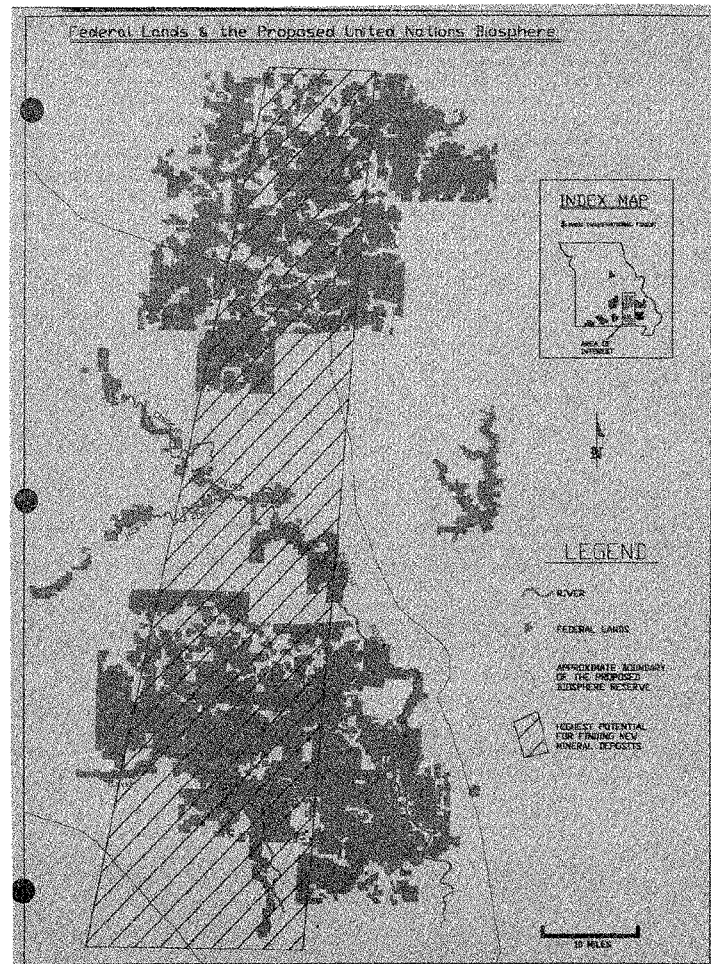 Federal Lands & the Proposed United Nations Biosphere
INDEX MAP
AREA OF
INTEREST
N
LEGEND
RIVER
FEDERAL LANDS
APPROXIMATE BOUNDARY
OF THE PROPOSED
BIOSPHERE RESERVE
HIGHEST POTENTIAL
FOR FINDING NEW
MINERAL DEPOSITS
10 MILES